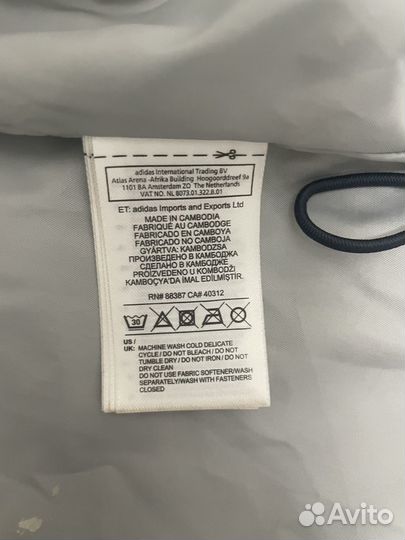 adidas International Trading BV
Atlas Arena -Afrika Building Hoogoorddreef 9a
1101 BA Amsterdam ZO The Netherlands
VAT NO. NL 8073.01.322.B.01
ET: adidas Imports and Exports Ltd
MADE IN CAMBODIA
FABRIQUÉ AU CAMBODGE
FABRICADO EN CAMBOYA
FABRICADO NO CAMBOJA
GYÁRTVA: KAMBODZSA
ПРОИЗВЕДЕНО В КАМБОДЖА
СДЕЛАНО В КАМБОДЖЕ
PROIZVEDENO U KOMBODŽI
KAMBOÇYA'DA İMAL EDİLMİŞTİR.
RN# 88387 CA# 40312
30
US /
UK: MACHINE WASH COLD DELICATE
CYCLE / DO NOT BLEACH / DO NOT
TUMBLE DRY / DO NOT IRON / DO NOT
DRY CLEAN
DO NOT USE FABRIC SOFTENER/WASH
SEPARATELY/WASH WITH FASTENERS
CLOSED
Avito